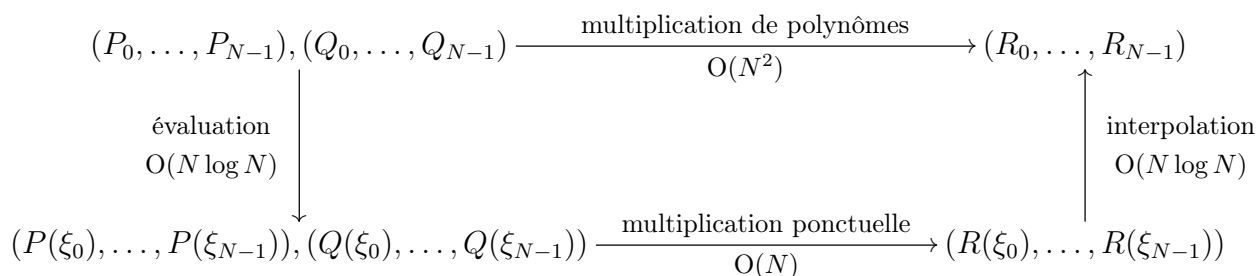 multiplication de polynômes
(P_0, …, P_{N−1}), (Q_0, …, Q_{N−1}) (R_0, …, R_{N−1})
O(N^2)
évaluation interpolation
O(N log N) O(N log N)
multiplication ponctuelle
(P(ξ_0), …, P(ξ_{N−1})), (Q(ξ_0), …, Q(ξ_{N−1})) (R(ξ_0), …, R(ξ_{N−1}))
O(N)